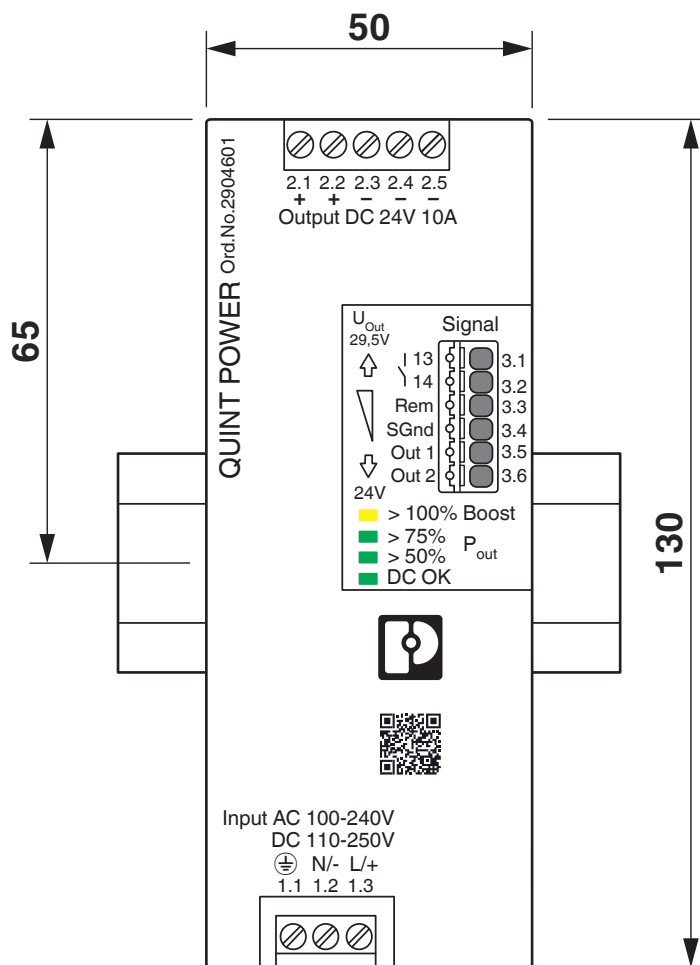 50
65
130
QUINT POWER Ord.No.2904601
2.1 2.2 2.3 2.4 2.5
+ + – – –
Output DC 24V 10A
UOut
29,5V
Signal
13 3.1
14 3.2
Rem 3.3
SGnd 3.4
Out 1 3.5
Out 2 3.6
24V
> 100% Boost
> 75%
> 50%
Pout
DC OK
Input AC 100-240V
DC 110-250V
N/- L/+
1.1 1.2 1.3